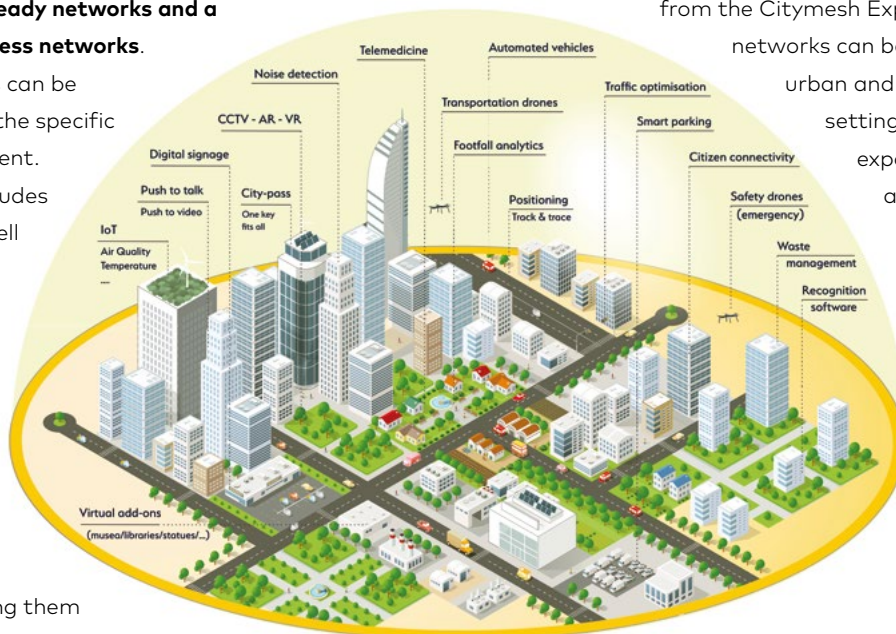 eady networks and a
ess networks.
can be
the specific
ent.
udes
ell
ng them
from the Citymesh Exp
networks can b
urban and
setting
exp
a
Telemedicine
Automated vehicles
Noise detection
Transportation drones
Traffic optimisation
CCTV - AR - VR
Smart parking
Digital signage
Footfall analytics
Citizen connectivity
Push to talk
Push to video
City-pass
One key
fits all
Positioning
Track & trace
Safety drones
(emergency)
IoT
Air Quality
Temperature
...
Waste
management
Recognition
software
Virtual add-ons
(musea/libraries/statues/...)